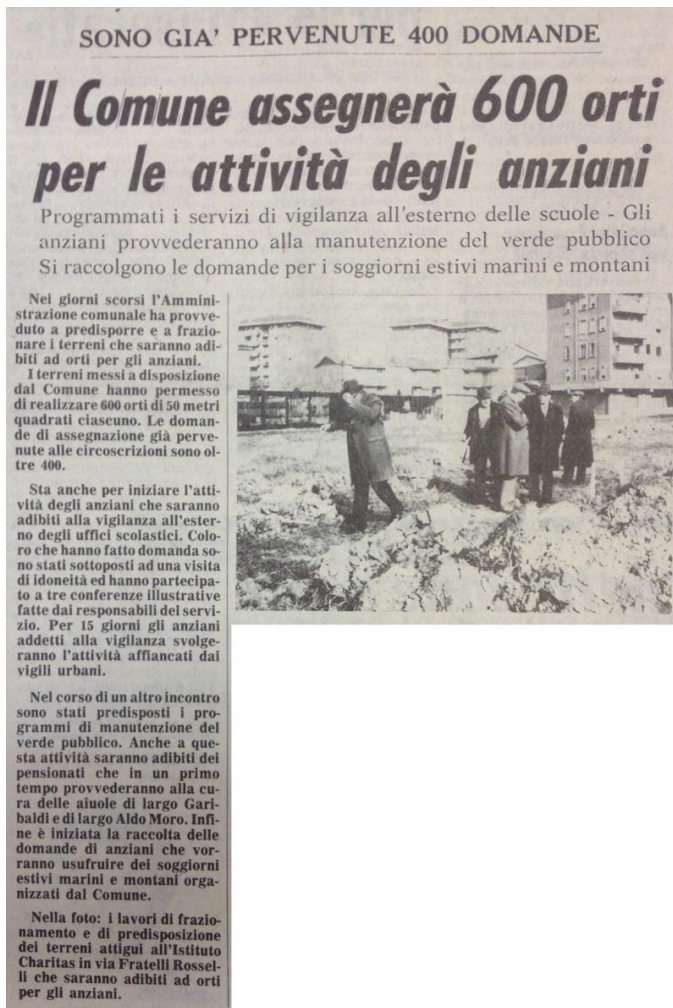 SONO GIA' PERVENUTE 400 DOMANDE
Il Comune assegnerà 600 orti
per le attività degli anziani
Programmati i servizi di vigilanza all'esterno delle scuole - Gli
anziani provvederanno alla manutenzione del verde pubblico
Si raccolgono le domande per i soggiorni estivi marini e montani
Nei giorni scorsi l'Ammini-
strazione comunale ha provve-
duto a predisporre e a frazio-
nare i terreni che saranno adi-
biti ad orti per gli anziani.
I terreni messi a disposizione
dal Comune hanno permesso
di realizzare 600 orti di 50 metri
quadrati ciascuno. Le doman-
de di assegnazione già perve-
nute alle circoscrizioni sono ol-
tre 400.
Sta anche per iniziare l'atti-
vità degli anziani che saranno
adibiti alla vigilanza all'ester-
no degli uffici scolastici. Colo-
ro che hanno fatto domanda so-
no stati sottoposti ad una visita
di idoneità ed hanno partecipa-
to a tre conferenze illustrative
fatte dai responsabili del servi-
zio. Per 15 giorni gli anziani
addetti alla vigilanza svolge-
ranno l'attività affiancati dai
vigili urbani.
Nel corso di un altro incontro
sono stati predisposti i pro-
grammi di manutenzione del
verde pubblico. Anche a que-
sta attività saranno adibiti dei
pensionati che in un primo
tempo provvederanno alla cu-
ra delle aiuole di largo Gari-
baldi e di largo Aldo Moro. Infi-
ne è iniziata la raccolta delle
domande di anziani che vor-
ranno usufruire dei soggiorni
estivi marini e montani orga-
nizzati dal Comune.
Nella foto: i lavori di frazio-
namento e di predisposizione
dei terreni attigui all'Istituto
Charitas in via Fratelli Rossel-
li che saranno adibiti ad orti
per gli anziani.